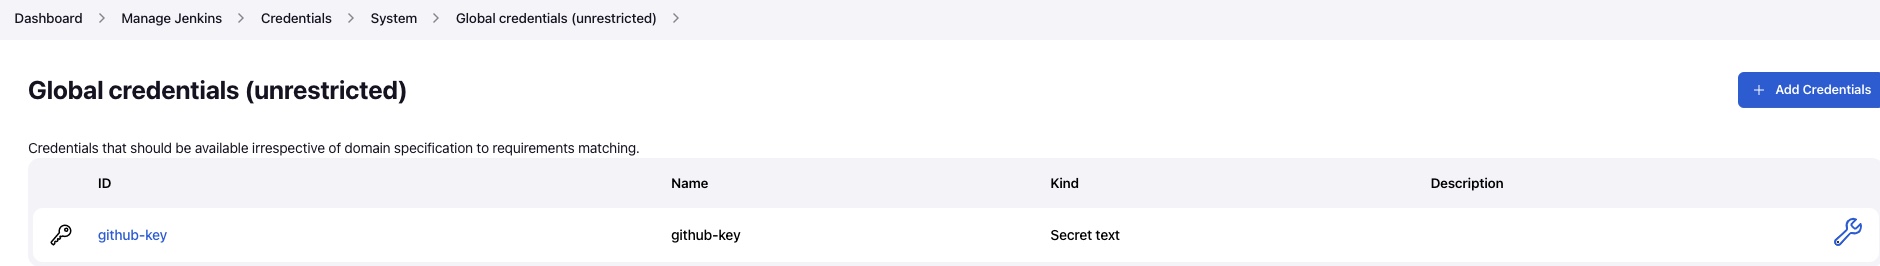 Dashboard > Manage Jenkins > Credentials > System > Global credentials (unrestricted) >
Global credentials (unrestricted)
+ Add Credentials
Credentials that should be available irrespective of domain specification to requirements matching.
ID Name Kind Description
github-key github-key Secret text